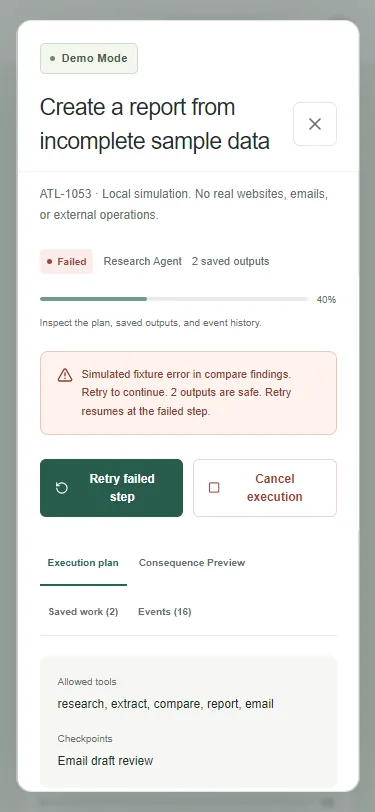 Demo Mode
Create a report from
incomplete sample data
ATL-1053 · Local simulation. No real websites, emails,
or external operations.
Failed Research Agent 2 saved outputs
40%
Inspect the plan, saved outputs, and event history.
Simulated fixture error in compare findings.
Retry to continue. 2 outputs are safe. Retry
resumes at the failed step.
Retry failed
step
Cancel
execution
Execution plan Consequence Preview
Saved work (2) Events (16)
Allowed tools
research, extract, compare, report, email
Checkpoints
Email draft review